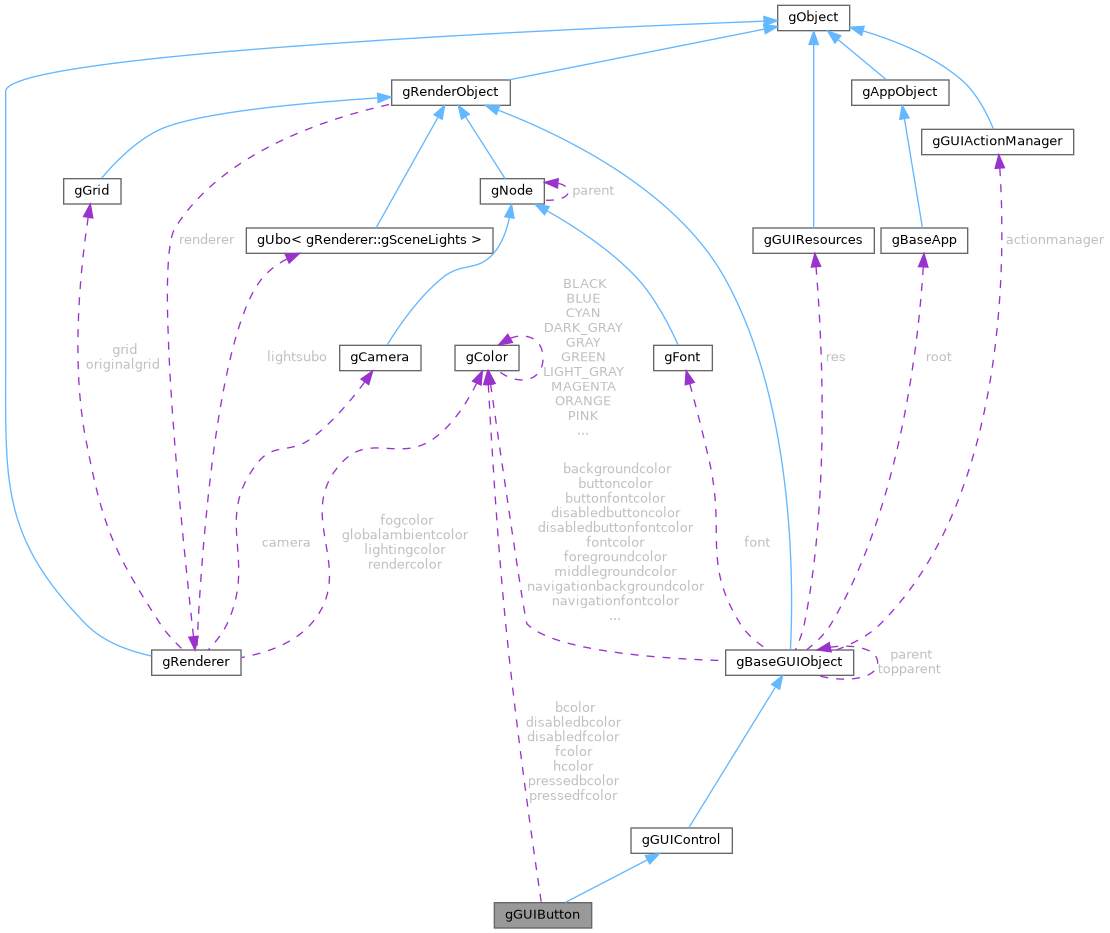 gObject
gRenderObject
gAppObject
gGUIActionManager
gGrid
gNode
parent
renderer
gUbo< gRenderer::gSceneLights >
gGUIResources
gBaseApp
actionmanager
BLACK
BLUE
CYAN
DARK_GRAY
GRAY
GREEN
LIGHT_GRAY
MAGENTA
ORANGE
PINK
...
grid
originalgrid
lightsubo
gCamera
gColor
gFont
res
root
backgroundcolor
buttoncolor
buttonfontcolor
disabledbuttoncolor
disabledbuttonfontcolor
fontcolor
foregroundcolor
middlegroundcolor
navigationbackgroundcolor
navigationfontcolor
...
fogcolor
globalambientcolor
lightingcolor
rendercolor
camera
font
gRenderer
gBaseGUIObject
parent
topparent
bcolor
disabledbcolor
disabledfcolor
fcolor
hcolor
pressedbcolor
pressedfcolor
gGUIControl
gGUIButton